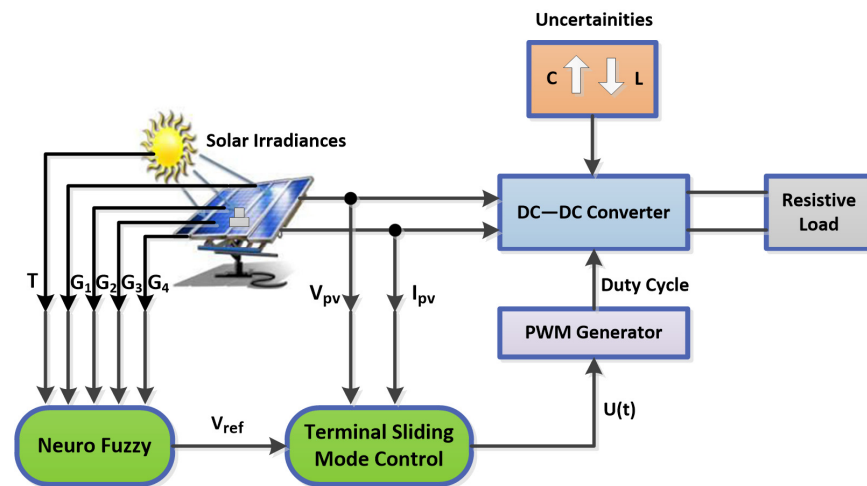 Uncertainities
C
L
Solar Irradiances
DC—DC Converter
Resistive
Load
T
G₁
G₂
G₃
G₄
Vpv
Ipv
Duty Cycle
PWM Generator
U(t)
Neuro Fuzzy
Vref
Terminal Sliding
Mode Control